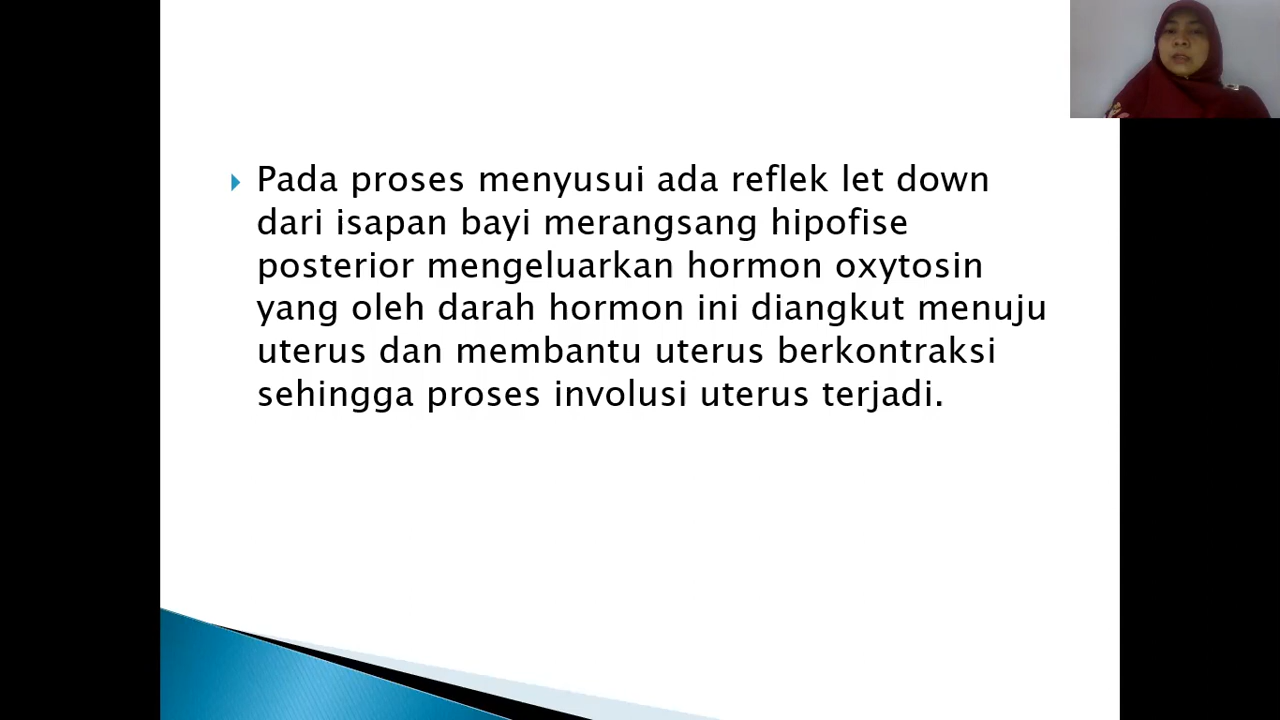 Pada proses menyusui ada reflek let down
dari isapan bayi merangsang hipofise
posterior mengeluarkan hormon oxytosin
yang oleh darah hormon ini diangkut menuju
uterus dan membantu uterus berkontraksi
sehingga proses involusi uterus terjadi.